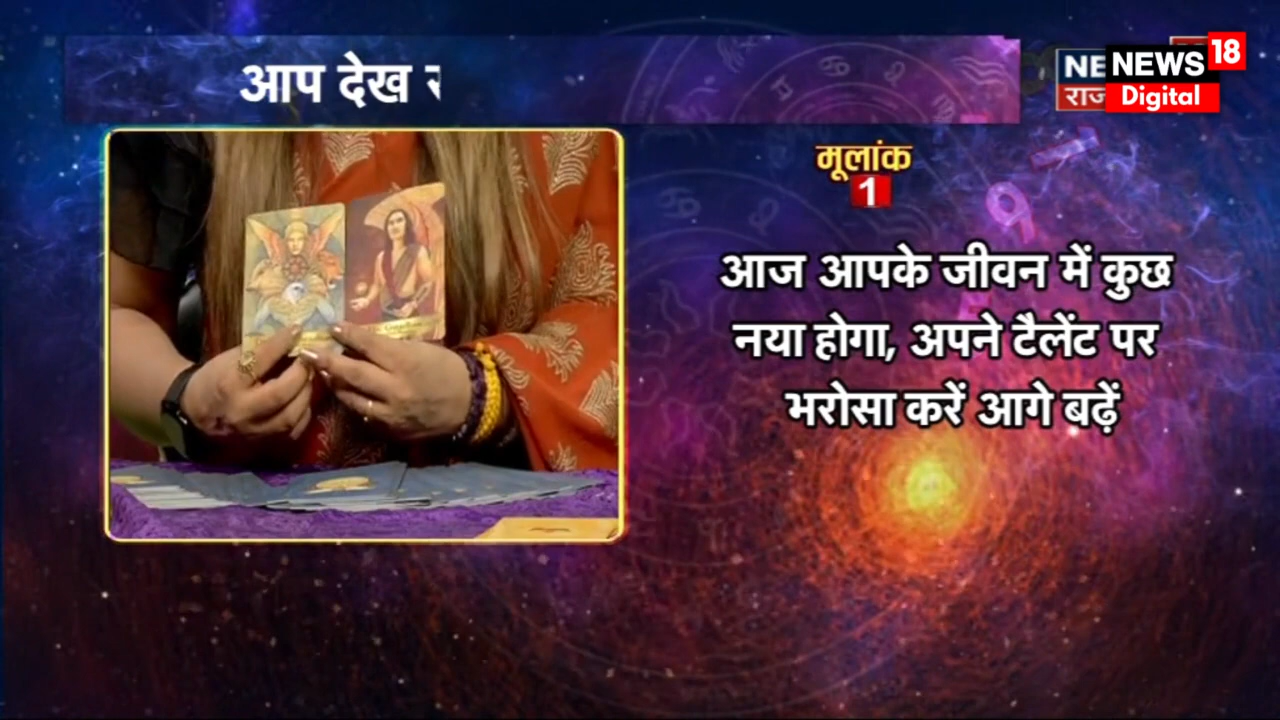 आप देख
NEWS 18
Digital
मूलांक
1
आज आपके जीवन में कुछ
नया होगा, अपने टैलेंट पर
भरोसा करें आगे बढ़ें